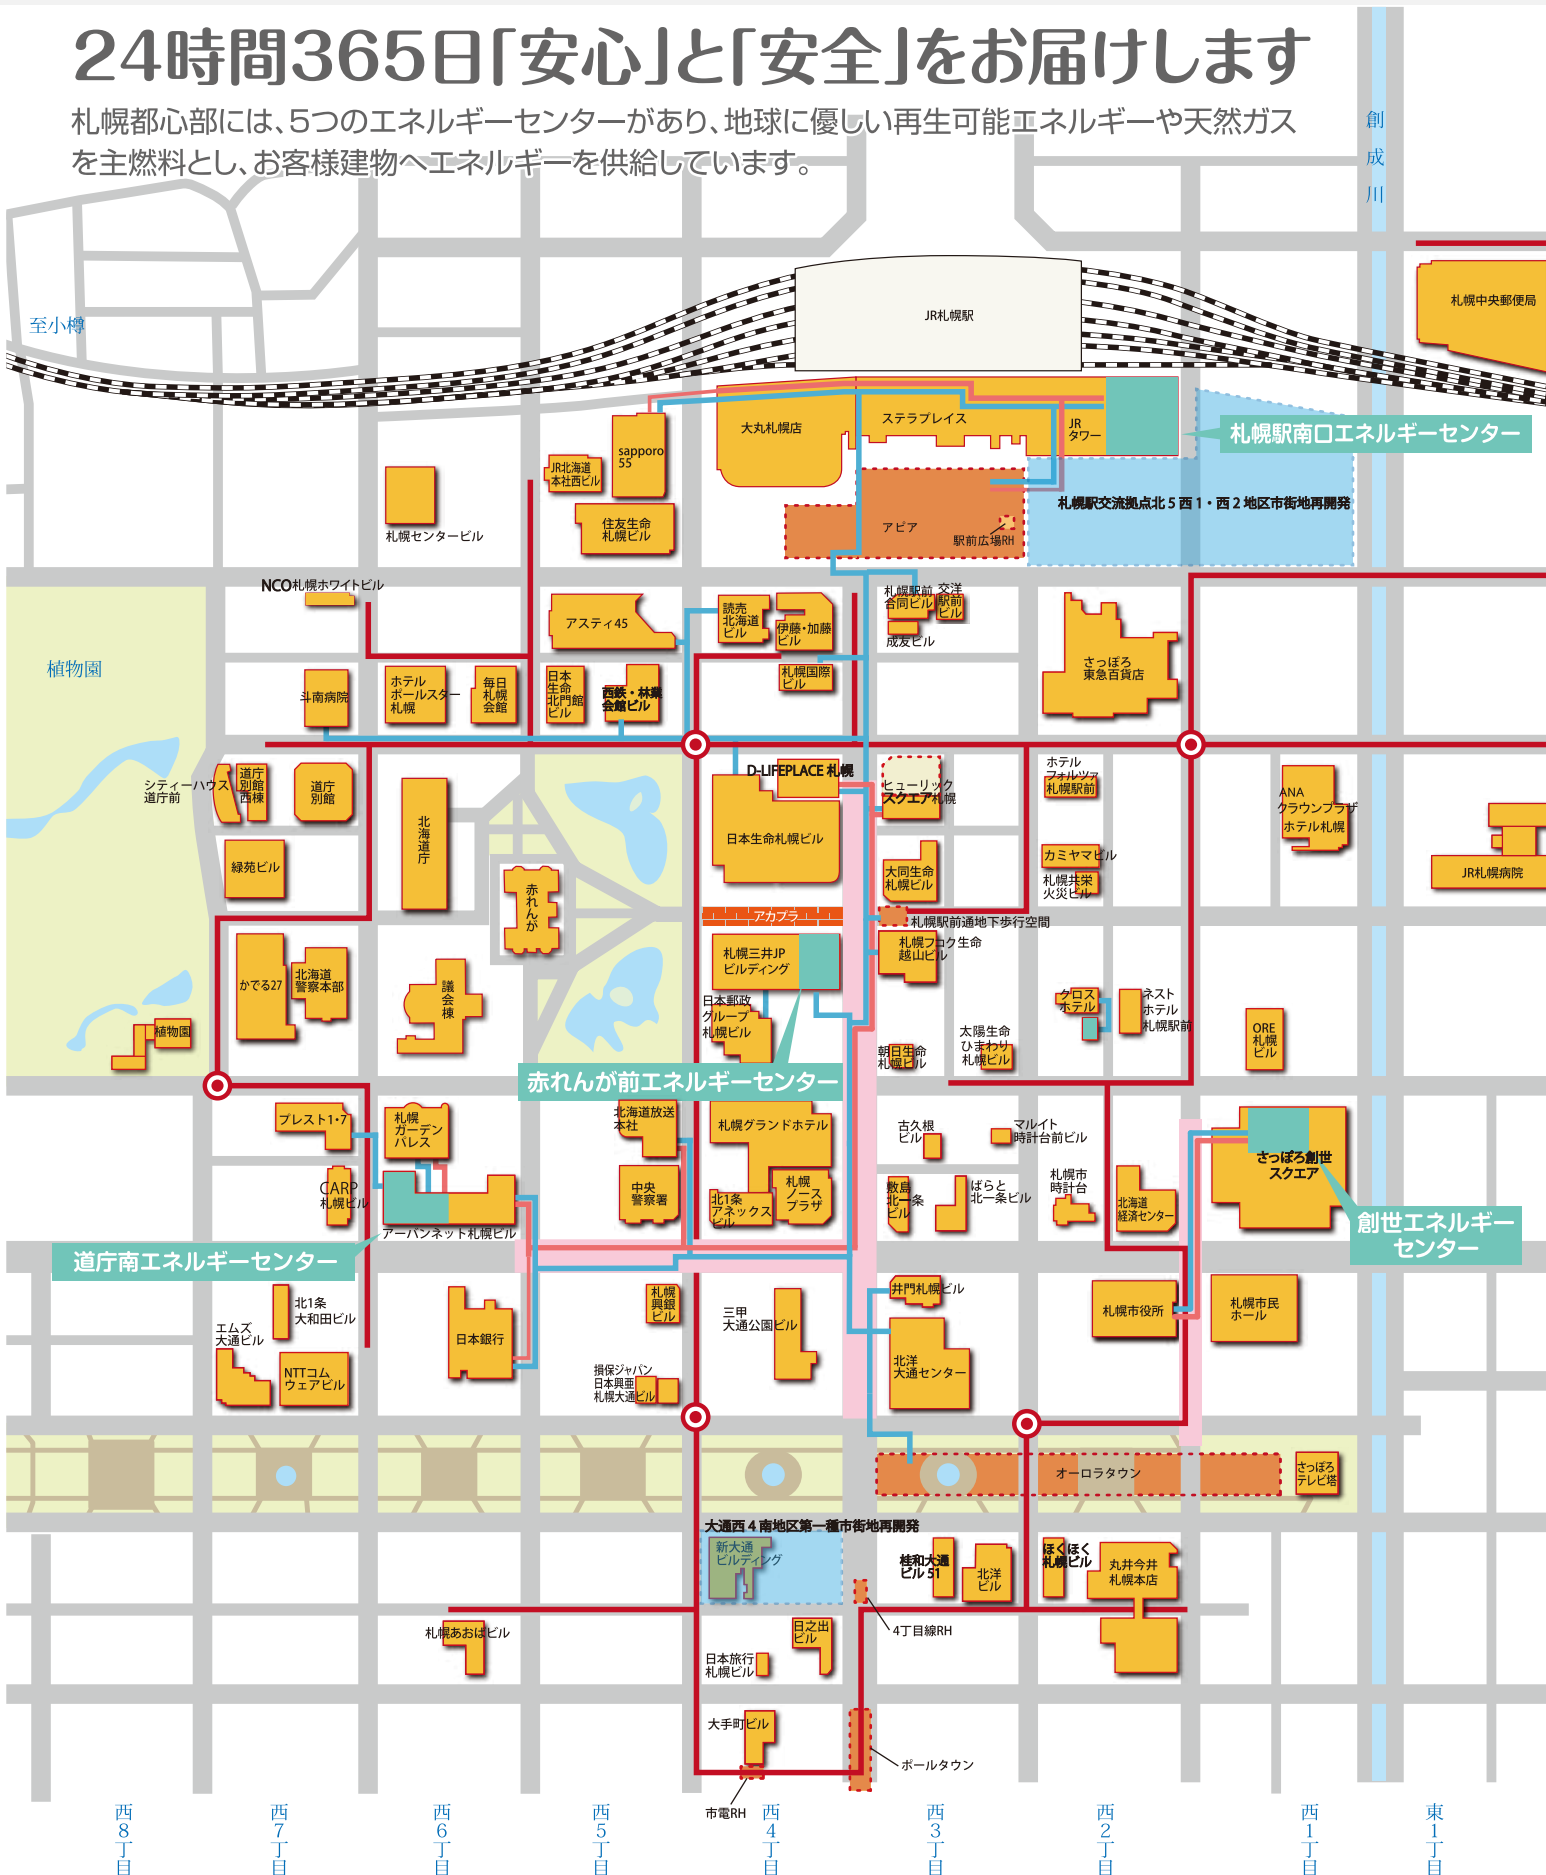 24時間365日「安心」と「安全」をお届けします
札幌都心部には、5つのエネルギーセンターがあり、地球に優しい再生可能エネルギーや天然ガス
を主燃料とし、お客様建物へエネルギーを供給しています。
創成川
至小樽
JR札幌駅
札幌中央郵便局
大丸札幌店
ステラプレイス
JR
タワー
札幌駅南口エネルギーセンター
sapporo
55
JR北海道
本社西ビル
札幌センタービル
住友生命
札幌ビル
アピア
駅前広場RH
札幌駅交流拠点北5西1・西2地区市街地再開発
NCO札幌ホワイトビル
アスティ45
読売
北海道
ビル
伊藤・加藤
ビル
札幌駅前
合同ビル
交洋
駅前
ビル
成友ビル
札幌国際
ビル
さっぽろ
東急百貨店
植物園
斗南病院
ホテル
ポールスター
札幌
毎日
札幌
会館
日本
生命
北門館
ビル
西鉄・林業
会館ビル
シティーハウス
道庁前
道庁
別館
西棟
道庁
別館
北海道庁
D-LIFEPLACE 札幌
日本生命札幌ビル
ヒューリック
スクエア札幌
ホテル
フォルツァ
札幌駅前
ANA
クラウンプラザ
ホテル札幌
緑苑ビル
赤れんが
大同生命
札幌ビル
カミヤマビル
札幌共栄
火災ビル
JR札幌病院
アカプラ
札幌駅前通地下歩行空間
かでる27
北海道
警察本部
議会棟
札幌三井JP
ビルディング
札幌フコク生命
越山ビル
日本郵政
グループ
札幌ビル
クロス
ホテル
ネスト
ホテル
札幌駅前
植物園
朝日生命
札幌ビル
太陽生命
ひまわり
札幌ビル
ORE
札幌
ビル
赤れんが前エネルギーセンター
プレスト1・7
札幌
ガーデン
パレス
北海道放送
本社
札幌グランドホテル
古久根
ビル
マルイト
時計台前ビル
さっぽろ創世
スクエア
CARP
札幌ビル
アーバンネット札幌ビル
中央
警察署
北1条
アネックス
ビル
札幌
ノース
プラザ
敷島
北一条
ビル
ばらと
北一条ビル
札幌市
時計台
北海道
経済センター
創世エネルギー
センター
道庁南エネルギーセンター
北1条
大和田ビル
エムズ
大通ビル
NTTコム
ウェアビル
日本銀行
札幌
興銀
ビル
三甲
大通公園ビル
井門札幌ビル
北洋
大通センター
札幌市役所
札幌市民
ホール
損保ジャパン
日本興亜
札幌大通ビル
オーロラタウン
さっぽろ
テレビ塔
大通西4南地区第一種市街地再開発
新大通
ビルディング
桂和大通
ビル51
北洋
ビル
ほくほく
札幌ビル
丸井今井
札幌本店
札幌あおばビル
日之出
ビル
4丁目線RH
日本旅行
札幌ビル
大手町ビル
ポールタウン
市電RH
西8丁目
西7丁目
西6丁目
西5丁目
西4丁目
西3丁目
西2丁目
西1丁目
東1丁目